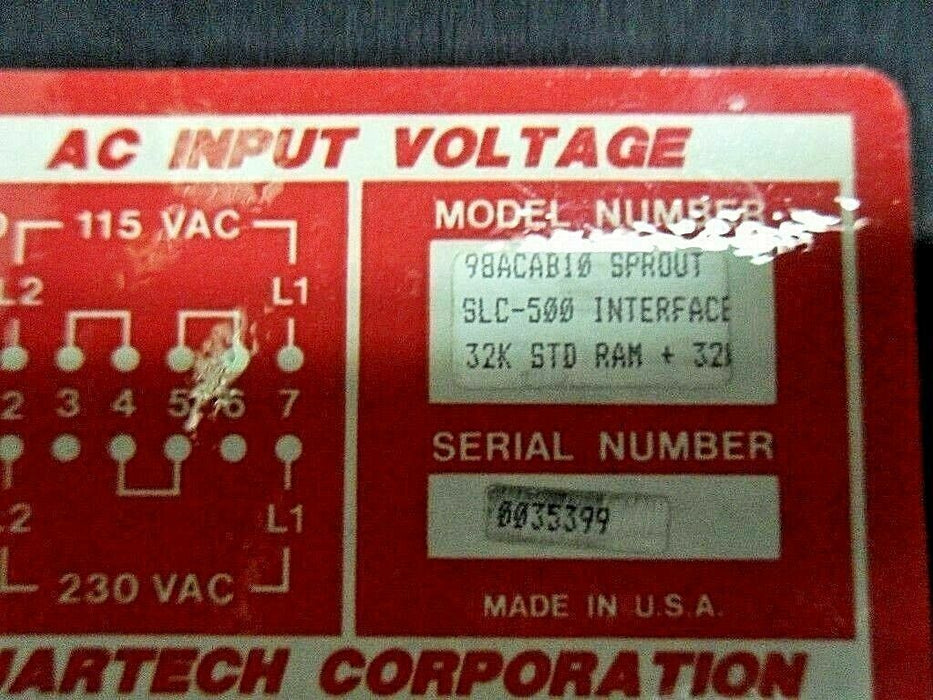 AC INPUT VOLTAGE
115 VAC
L2 L1
2 3 4 5 6 7
L2 L1
230 VAC
MODEL NUMBER
98ACAB10 SPROUT
SLC-500 INTERFACE
32K STD RAM + 32
SERIAL NUMBER
0035399
MADE IN U.S.A.
UARTECH CORPORATION